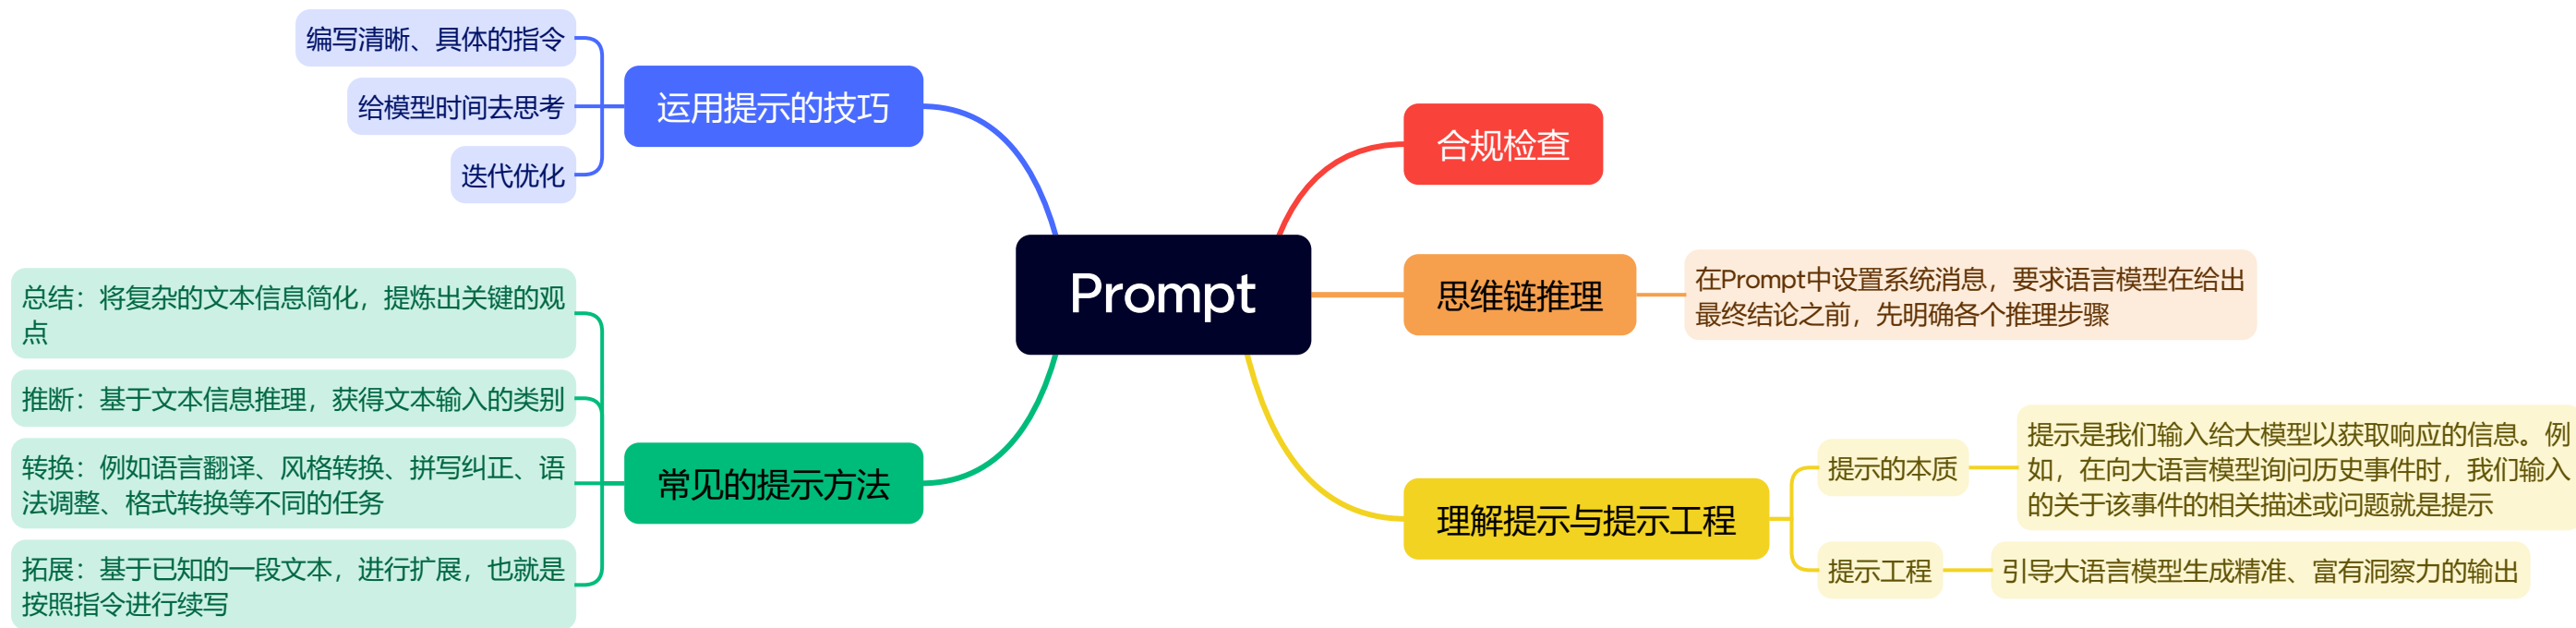 编写清晰、具体的指令
给模型时间去思考
迭代优化
运用提示的技巧
总结：将复杂的文本信息简化，提炼出关键的观
点
推断：基于文本信息推理，获得文本输入的类别
转换：例如语言翻译、风格转换、拼写纠正、语
法调整、格式转换等不同的任务
拓展：基于已知的一段文本，进行扩展，也就是
按照指令进行续写
常见的提示方法
Prompt
合规检查
思维链推理
在Prompt中设置系统消息，要求语言模型在给出
最终结论之前，先明确各个推理步骤
理解提示与提示工程
提示的本质
提示是我们输入给大模型以获取响应的信息。例
如，在向大语言模型询问历史事件时，我们输入
的关于该事件的相关描述或问题就是提示
提示工程
引导大语言模型生成精准、富有洞察力的输出